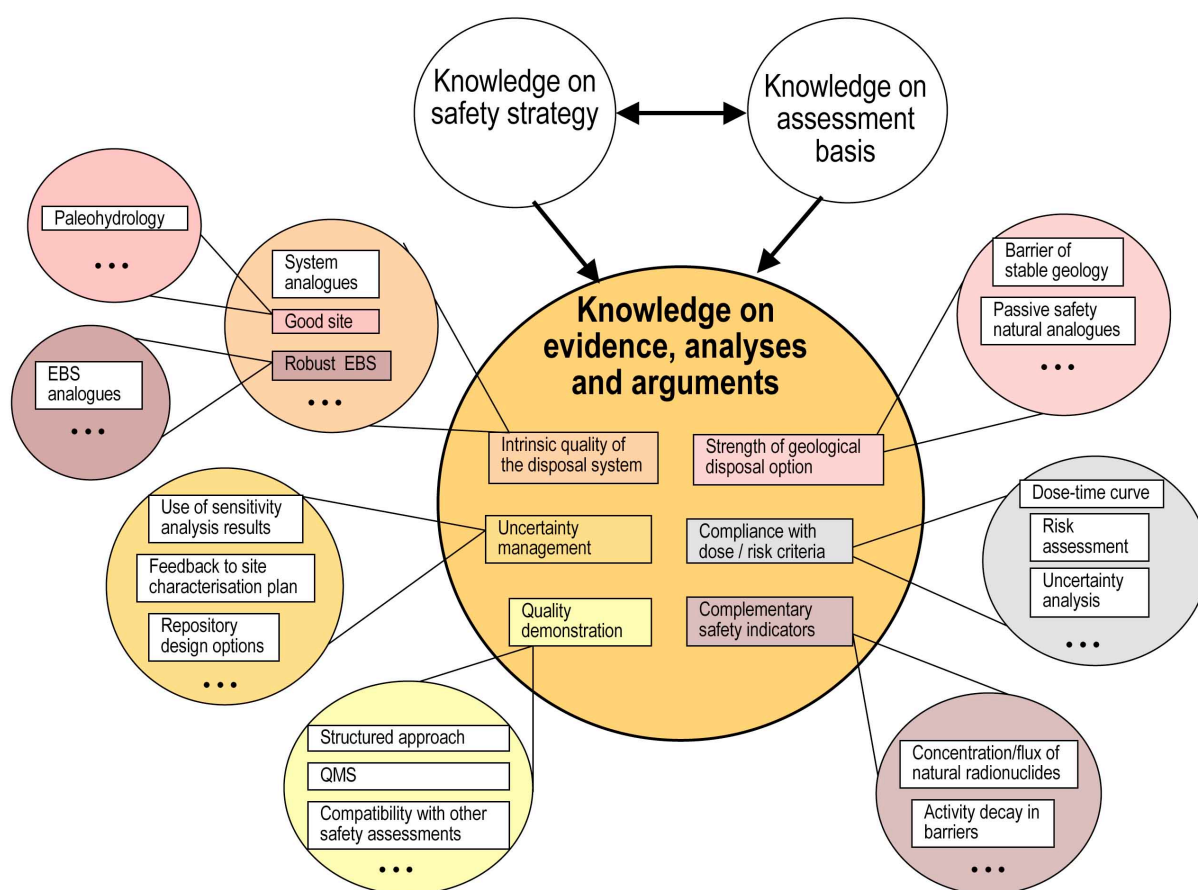 Knowledge on
safety strategy
Knowledge on
assessment
basis
Paleohydrology
• • •
System
analogues
Good site
Robust EBS
• • •
EBS
analogues
• • •
Barrier of
stable geology
Passive safety
natural analogues
• • •
Knowledge on
evidence, analyses
and arguments
Intrinsic quality of
the disposal system
Strength of geological
disposal option
Uncertainty
management
Compliance with
dose / risk criteria
Quality
demonstration
Complementary
safety indicators
Use of sensitivity
analysis results
Feedback to site
characterisation plan
Repository
design options
• • •
Dose-time curve
Risk
assessment
Uncertainty
analysis
• • •
Structured approach
QMS
Compatibility with other
safety assessments
• • •
Concentration/flux of
natural radionuclides
Activity decay in
barriers
• • •